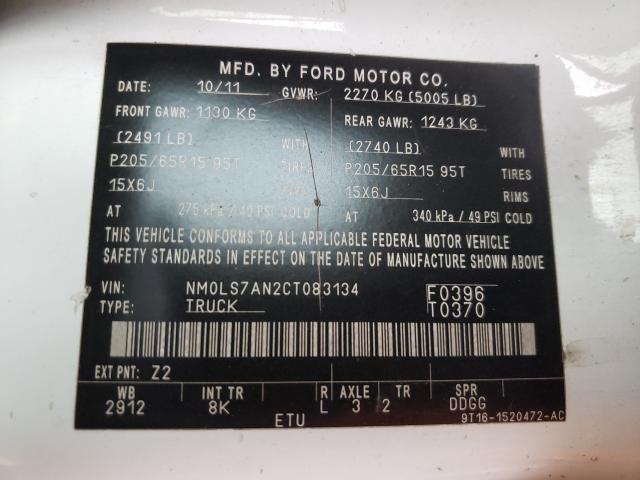 MFD. BY FORD MOTOR CO.
DATE: 10/11 GVWR: 2270 KG (5005 LB)
FRONT GAWR: 1130 KG REAR GAWR: 1243 KG
(2491 LB) WITH (2740 LB) WITH
P205/65R15 95T TIRES P205/65R15 95T TIRES
15X6J RIMS 15X6J RIMS
AT 275 kPa / 40 PSI COLD AT 340 kPa / 49 PSI COLD
THIS VEHICLE CONFORMS TO ALL APPLICABLE FEDERAL MOTOR VEHICLE
SAFETY STANDARDS IN EFFECT ON THE DATE OF MANUFACTURE SHOWN ABOVE
VIN: NM0LS7AN2CT083134 F0396
TYPE: TRUCK T0370
EXT PNT: Z2
WB INT TR R AXLE TR SPR
2912 8K L 3 2 DDGG
ETU 9T16-1520472-AC